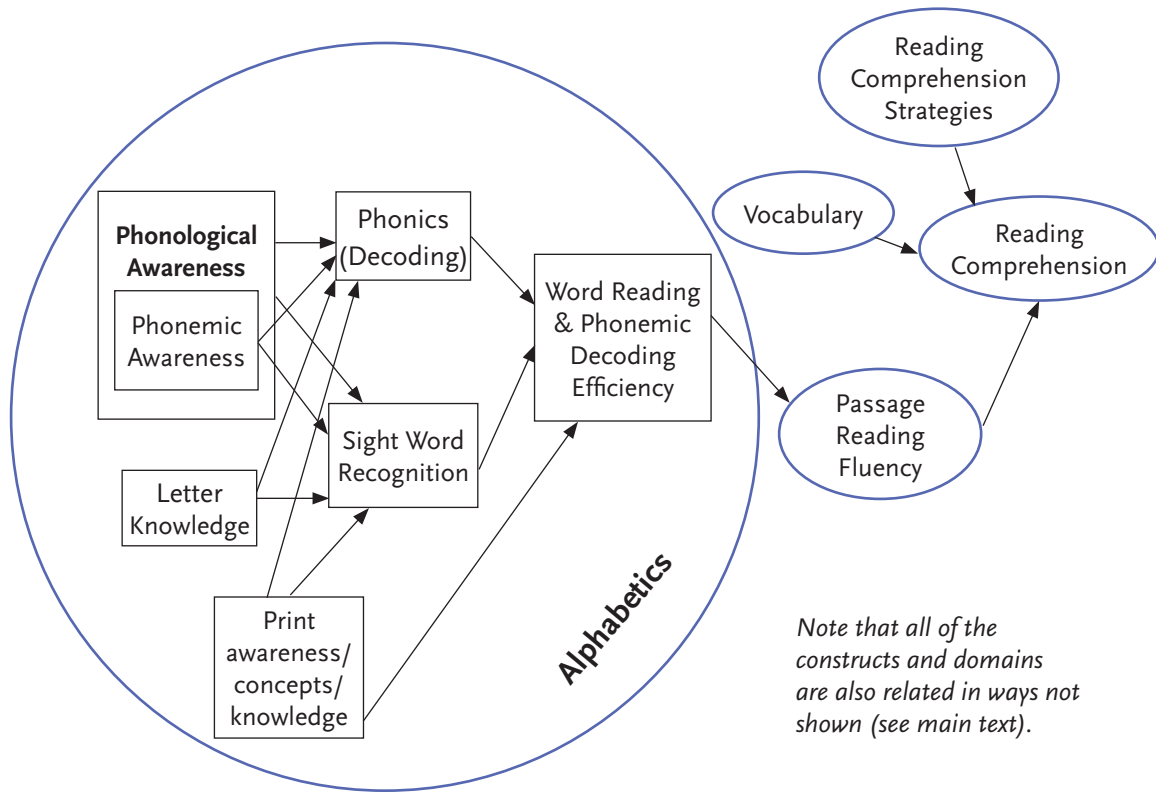 Reading
Comprehension
Strategies
Vocabulary
Reading
Comprehension
Phonological
Awareness
Phonemic
Awareness
Phonics
(Decoding)
Word Reading
& Phonemic
Decoding
Efficiency
Sight Word
Recognition
Passage
Reading
Fluency
Letter
Knowledge
Print
awareness/
concepts/
knowledge
Alphabetics
Note that all of the
constructs and domains
are also related in ways not
shown (see main text).